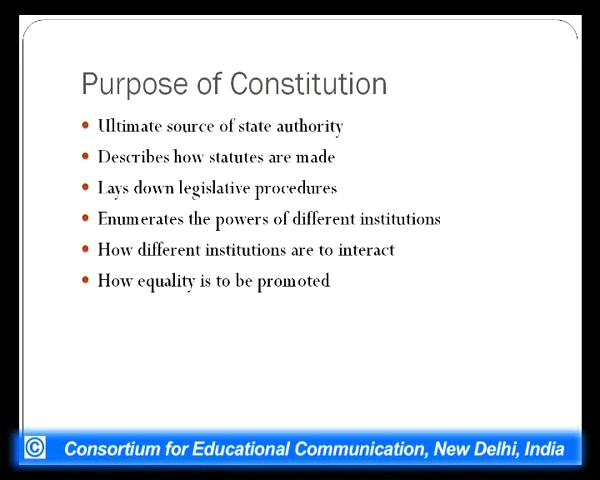 Purpose of Constitution
Ultimate source of state authority
Describes how statutes are made
Lays down legislative procedures
Enumerates the powers of different institutions
How different institutions are to interact
How equality is to be promoted
© Consortium for Educational Communication, New Delhi, India